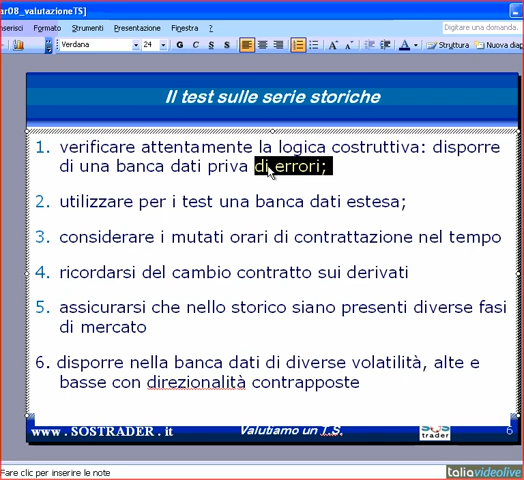 ar08_valutazioneTS]
nserisci Formato Strumenti Presentazione Finestra ?
Digitare una domanda.
Verdana 24 G C S S A A A Struttura Nuova diap
Il test sulle serie storiche
1. verificare attentamente la logica costruttiva: disporre
di una banca dati priva di errori;
2. utilizzare per i test una banca dati estesa;
3. considerare i mutati orari di contrattazione nel tempo
4. ricordarsi del cambio contratto sui derivati
5. assicurarsi che nello storico siano presenti diverse fasi
di mercato
6. disporre nella banca dati di diverse volatilità, alte e
basse con direzionalità contrapposte
www . SOSTRADER . it
Valutiamo un T.S.
SOS
trader
6
Fare clic per inserire le note
italiavideolive